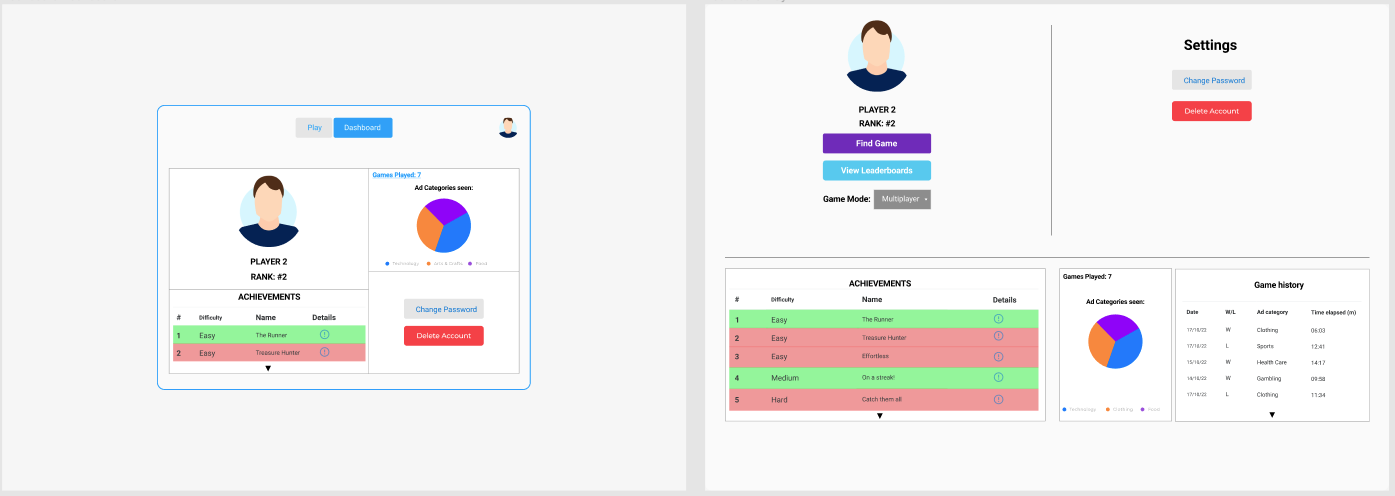 Play Dashboard
PLAYER 2
RANK: #2
ACHIEVEMENTS
# Difficulty Name Details
1 Easy The Runner
2 Easy Treasure Hunter
Games Played: 7
Ad Categories seen:
Technology Arts & Crafts Food
Change Password
Delete Account
PLAYER 2
RANK: #2
Find Game
View Leaderboards
Game Mode: Multiplayer
Settings
Change Password
Delete Account
ACHIEVEMENTS
# Difficulty Name Details
1 Easy The Runner
2 Easy Treasure Hunter
3 Easy Effortless
4 Medium On a streak!
5 Hard Catch them all
Games Played: 7
Ad Categories seen:
Technology Clothing
Game history
Date W/L Ad category Time elapsed (m)
17/10/22 W Clothing 06:03
17/10/22 L Sports 12:41
15/10/22 W Health Care 14:17
W Gambling 09:58
17/10/22 L Clothing 11:34